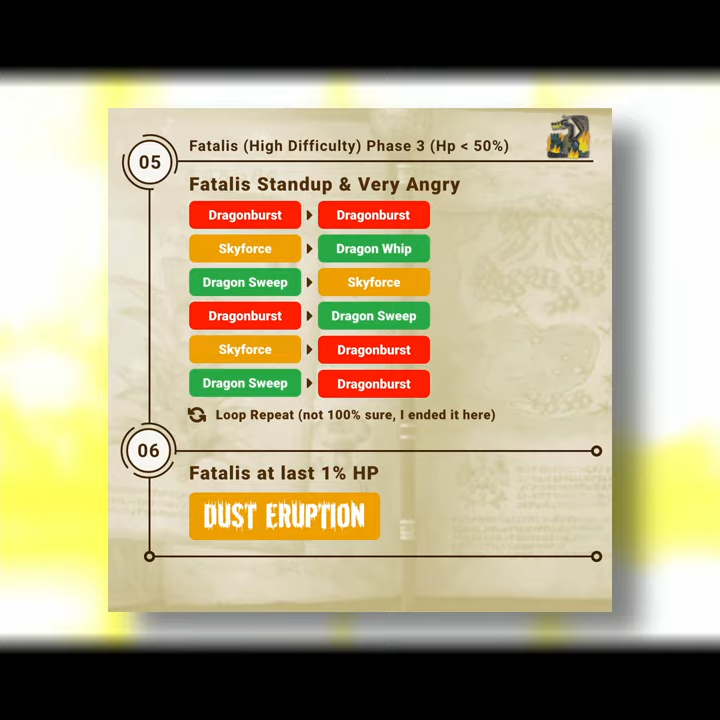 05
Fatalis (High Difficulty) Phase 3 (Hp < 50%)
Fatalis Standup & Very Angry
Dragonburst Dragonburst
Skyforce Dragon Whip
Dragon Sweep Skyforce
Dragonburst Dragon Sweep
Skyforce Dragonburst
Dragon Sweep Dragonburst
Loop Repeat (not 100% sure, I ended it here)
06
Fatalis at last 1% HP
DUST ERUPTION